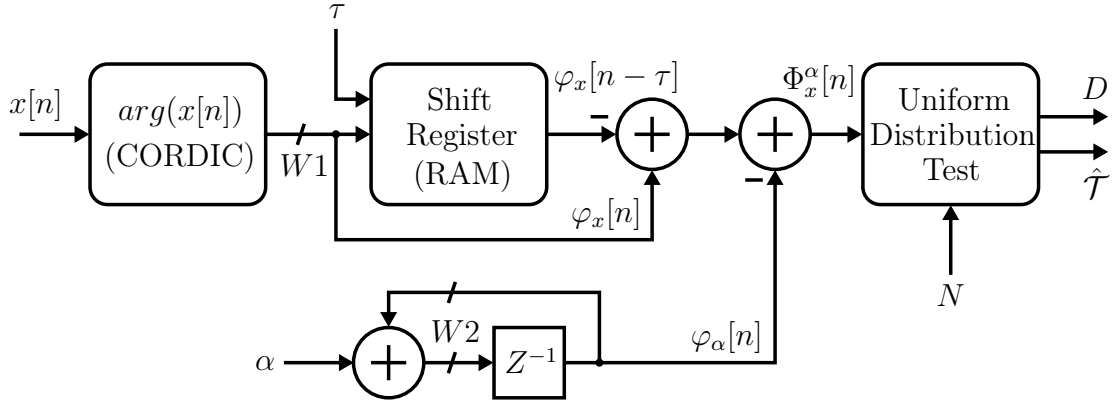 τ
x[n]
arg(x[n])
(CORDIC)
W1
Shift
Register
(RAM)
φ_x[n − τ]
−
+
φ_x[n]
+
−
Φ_x^α[n]
Uniform
Distribution
Test
D
𝒯̂
N
α
+
W2
Z^{-1}
φ_α[n]